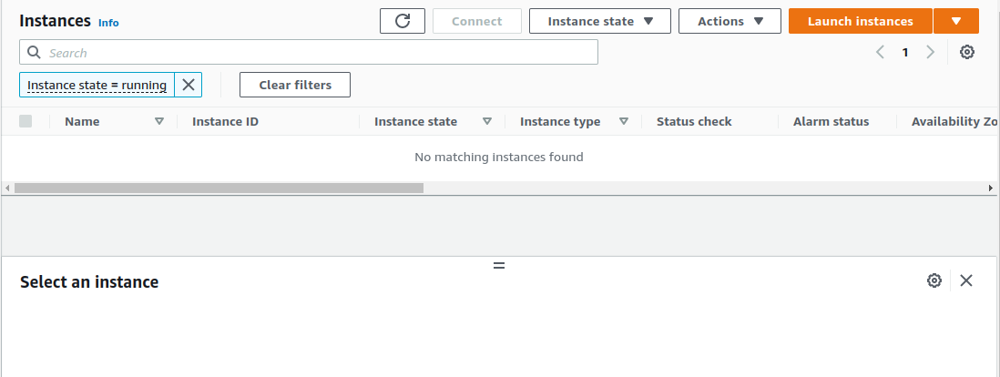 Instances Info Connect Instance state Actions Launch instances
Search 1
Instance state = running Clear filters
Name Instance ID Instance state Instance type Status check Alarm status Availability Zo
No matching instances found
Select an instance